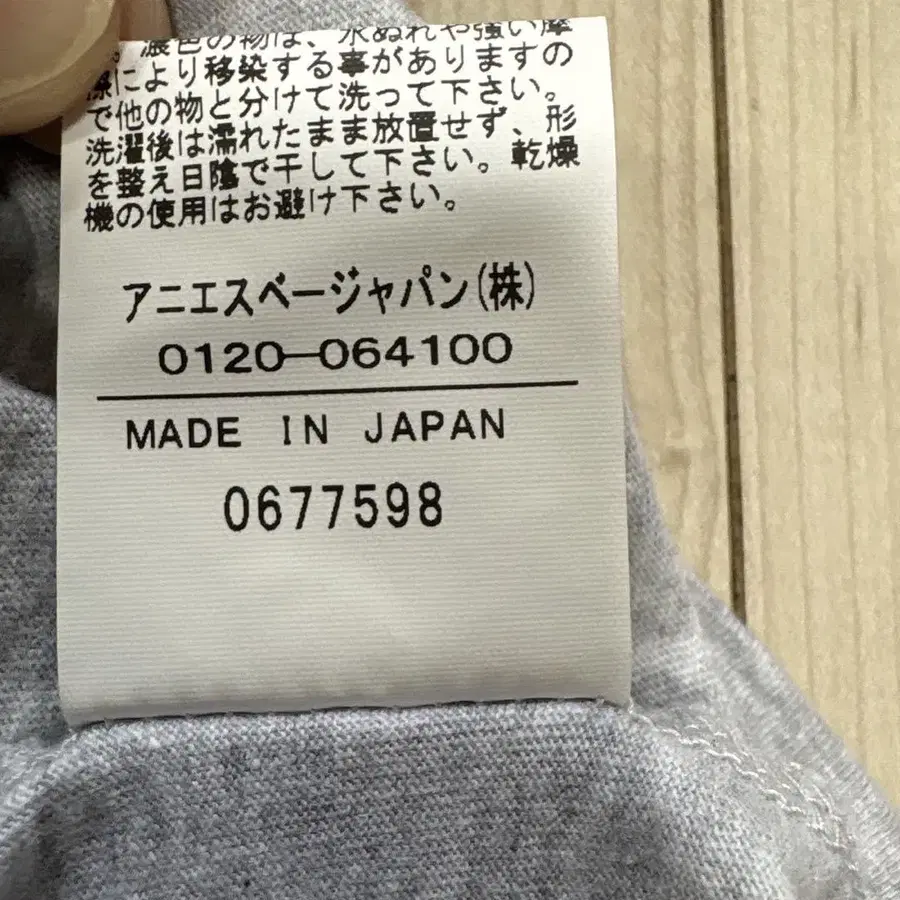 濃色の物は、水ぬれや強い摩
擦により移染する事がありますの
で他の物と分けて洗って下さい。
洗濯後は濡れたまま放置せず、形
を整え日陰で干して下さい。乾燥
機の使用はお避け下さい。
アニエスベージャパン(株)
0120-064100
MADE IN JAPAN
0677598